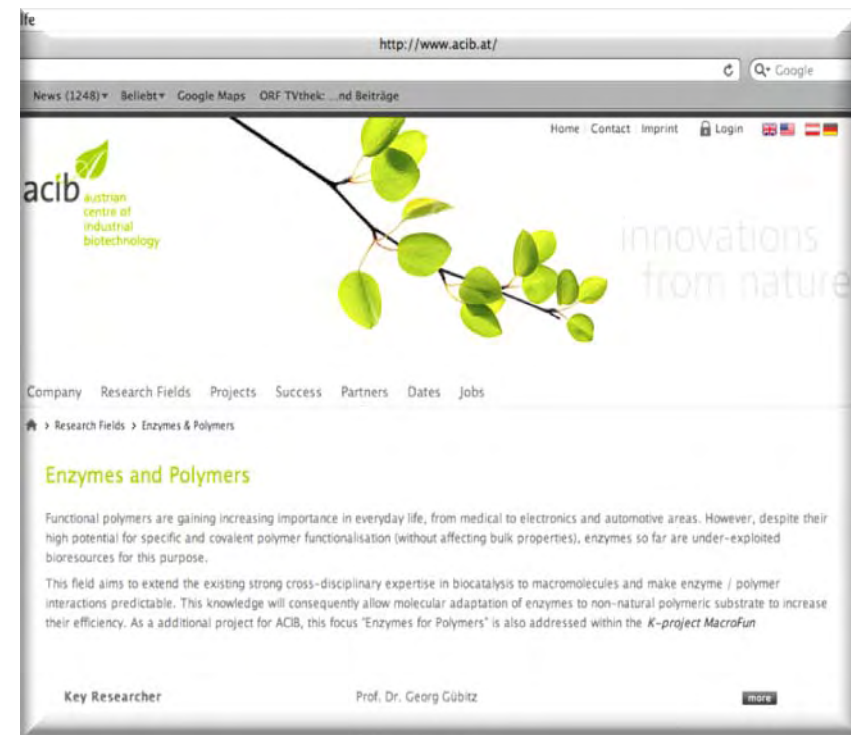 lfe
http://www.acib.at/
Google
News (1248) Beliebt Google Maps ORF TVthek: ...nd Beiträge
Home Contact Imprint Login
acib
austrian
centre of
industrial
biotechnology
innovations
from nature
Company Research Fields Projects Success Partners Dates Jobs
> Research Fields > Enzymes & Polymers
Enzymes and Polymers
Functional polymers are gaining increasing importance in everyday life, from medical to electronics and automotive areas. However, despite their
high potential for specific and covalent polymer functionalisation (without affecting bulk properties), enzymes so far are under-exploited
bioresources for this purpose.
This field aims to extend the existing strong cross-disciplinary expertise in biocatalysis to macromolecules and make enzyme / polymer
interactions predictable. This knowledge will consequently allow molecular adaptation of enzymes to non-natural polymeric substrate to increase
their efficiency. As a additional project for ACIB, this focus "Enzymes for Polymers" is also addressed within the K-project MacroFun
Key Researcher Prof. Dr. Georg Gübitz more